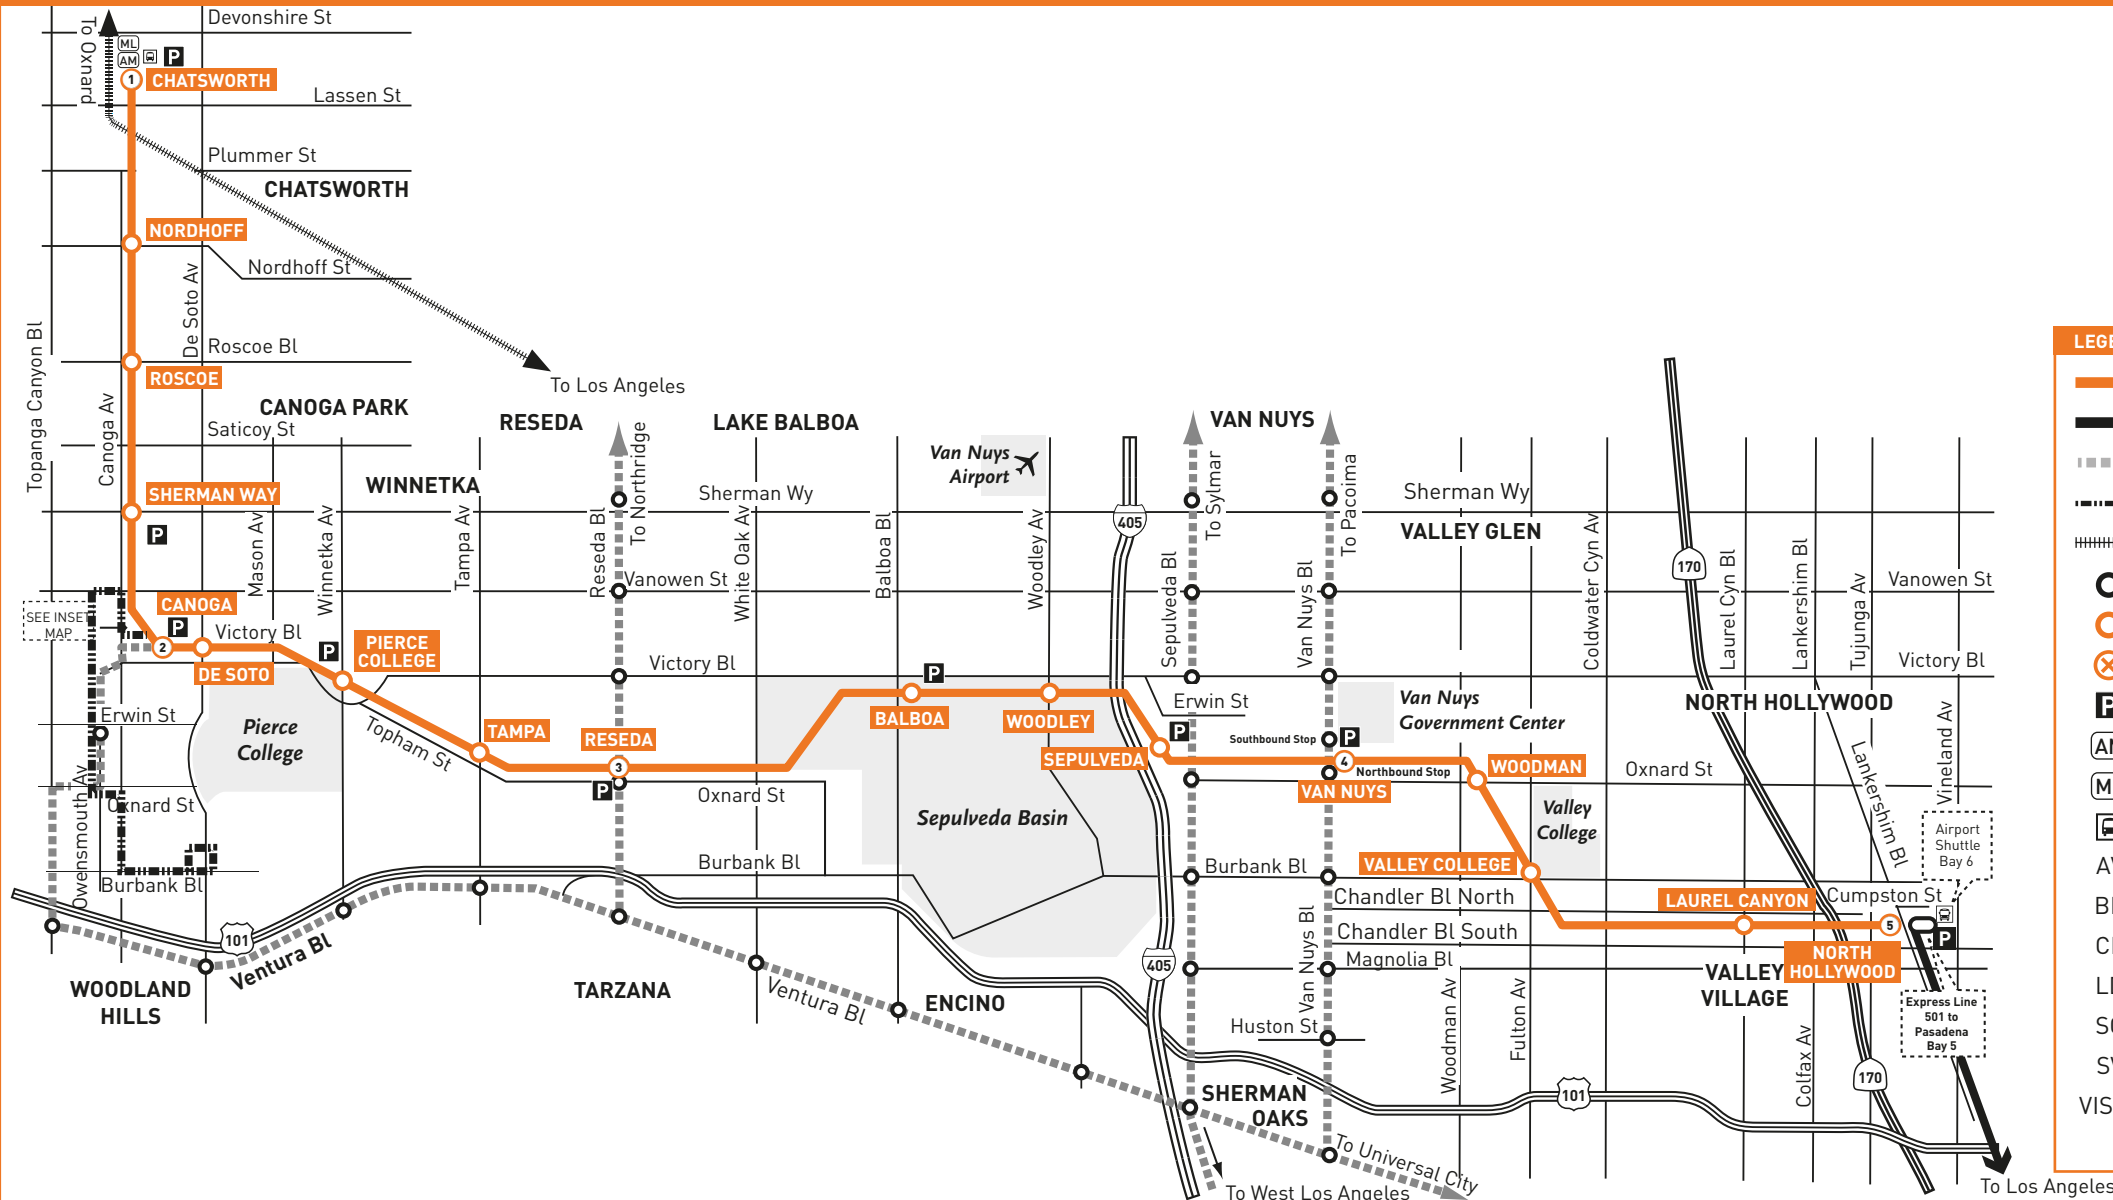 Devonshire St
To Oxnard
ML
AM
P
1
CHATSWORTH
Lassen St
Plummer St
CHATSWORTH
NORDHOFF
Nordhoff St
De Soto Av
Roscoe Bl
ROSCOE
To Los Angeles
Topanga Canyon Bl
Canoga Av
CANOGA PARK
Saticoy St
RESEDA
LAKE BALBOA
VAN NUYS
WINNETKA
SHERMAN WAY
P
Mason Av
Winnetka Av
Tampa Av
Reseda Bl
To Northridge
Sherman Wy
White Oak Av
Balboa Bl
Van Nuys
Airport
Woodley Av
405
Sepulveda Bl
To Sylmar
Van Nuys Bl
To Pacoima
Sherman Wy
VALLEY GLEN
Coldwater Cyn Av
170
Laurel Cyn Bl
Lankershim Bl
Tujunga Av
Vanowen St
Vanowen St
SEE INSET
MAP
CANOGA
P
2
Victory Bl
DE SOTO
P
PIERCE
COLLEGE
Victory Bl
Victory Bl
Erwin St
Pierce
College
Topham St
TAMPA
RESEDA
3
P
Oxnard St
P
BALBOA
WOODLEY
Erwin St
P
SEPULVEDA
Southbound Stop
P
4
Northbound Stop
VAN NUYS
Van Nuys
Government Center
NORTH HOLLYWOOD
WOODMAN
Oxnard St
Vineland Av
Lankershim Bl
Owensmouth Av
Oxnard St
Sepulveda Basin
Valley
College
Airport
Shuttle
Bay 6
Burbank Bl
Burbank Bl
Burbank Bl
VALLEY COLLEGE
Chandler Bl North
LAUREL CANYON
Cumpston St
5
P
Chandler Bl South
Magnolia Bl
NORTH
HOLLYWOOD
VALLEY
VILLAGE
101
Ventura Bl
WOODLAND
HILLS
TARZANA
Ventura Bl
ENCINO
405
Van Nuys Bl
Huston St
Woodman Av
Fulton Av
Colfax Av
Express Line
501 to
Pasadena
Bay 5
SHERMAN
OAKS
101
170
To Universal City
To West Los Angeles
To Los Angeles
LEGE
P
AM
M
AV
B
C
L
S
S
VIS